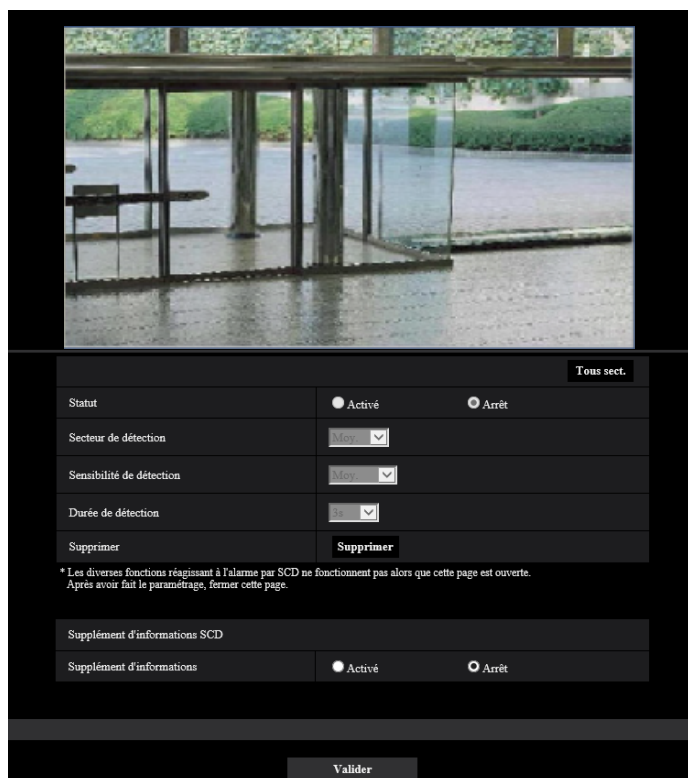 Tous sect.
Statut Activé Arrêt
Secteur de détection Moy.
Sensibilité de détection Moy.
Durée de détection 3s
Supprimer Supprimer
* Les diverses fonctions réagissant à l'alarme par SCD ne fonctionnent pas alors que cette page est ouverte.
Après avoir fait le paramétrage, fermer cette page.
Supplément d'informations SCD
Supplément d'informations Activé Arrêt
Valider